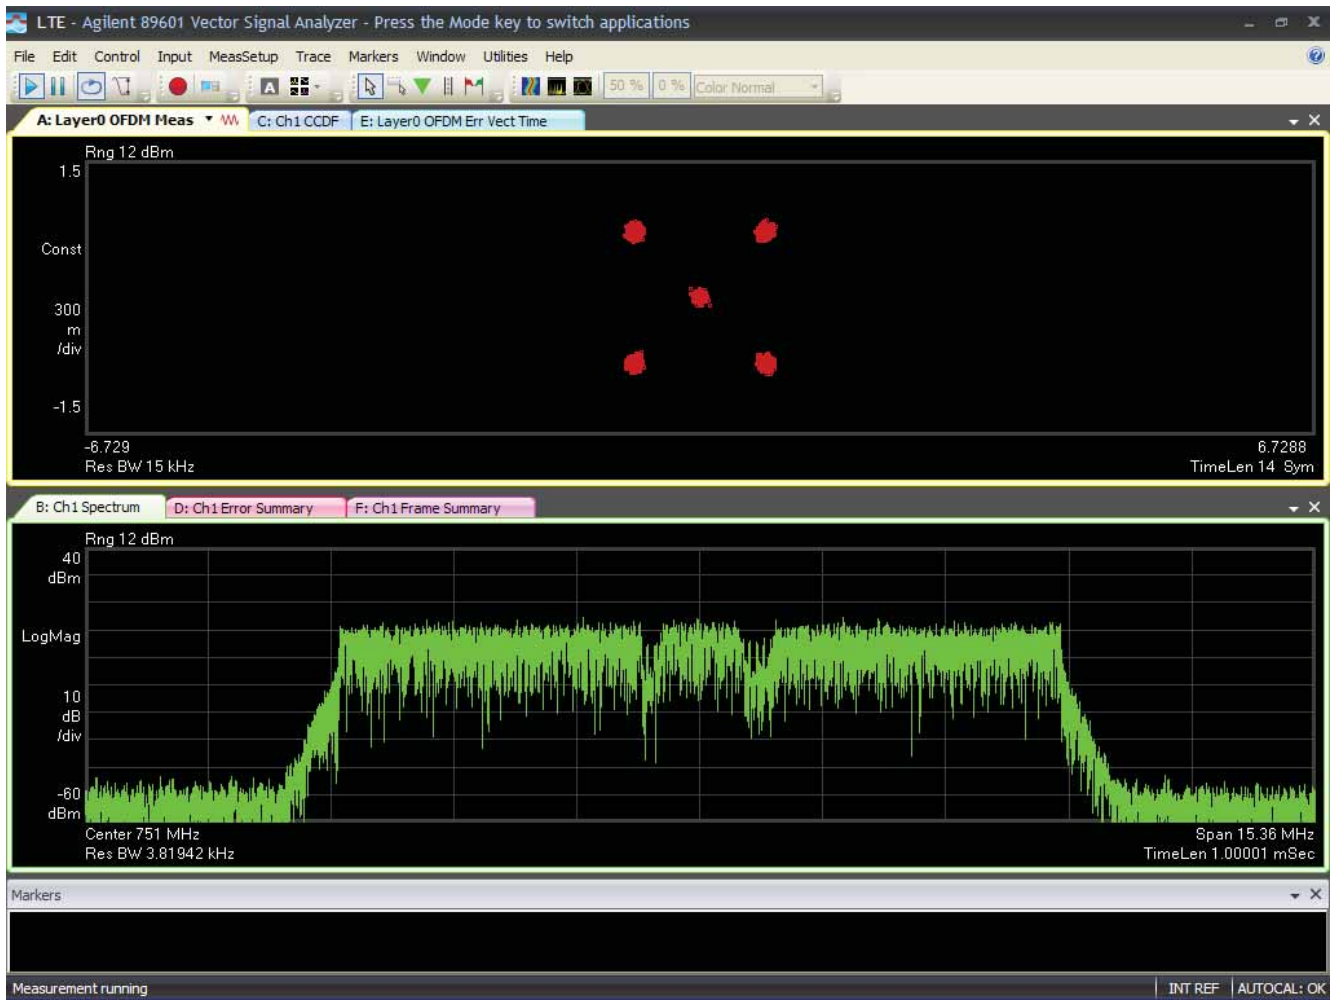 LTE - Agilent 89601 Vector Signal Analyzer - Press the Mode key to switch applications
File Edit Control Input MeasSetup Trace Markers Window Utilities Help
A 50 % 0 % Color Normal
A: Layer0 OFDM Meas C: Ch1 CCDF E: Layer0 OFDM Err Vect Time
Rng 12 dBm
1.5
Const
300
m
/div
-1.5
-6.729 6.7288
Res BW 15 kHz TimeLen 14 Sym
B: Ch1 Spectrum D: Ch1 Error Summary F: Ch1 Frame Summary
Rng 12 dBm
40
dBm
LogMag
10
dB
/div
-60
dBm
Center 751 MHz Span 15.36 MHz
Res BW 3.81942 kHz TimeLen 1.00001 mSec
Markers
Measurement running INT REF AUTOCAL: OK